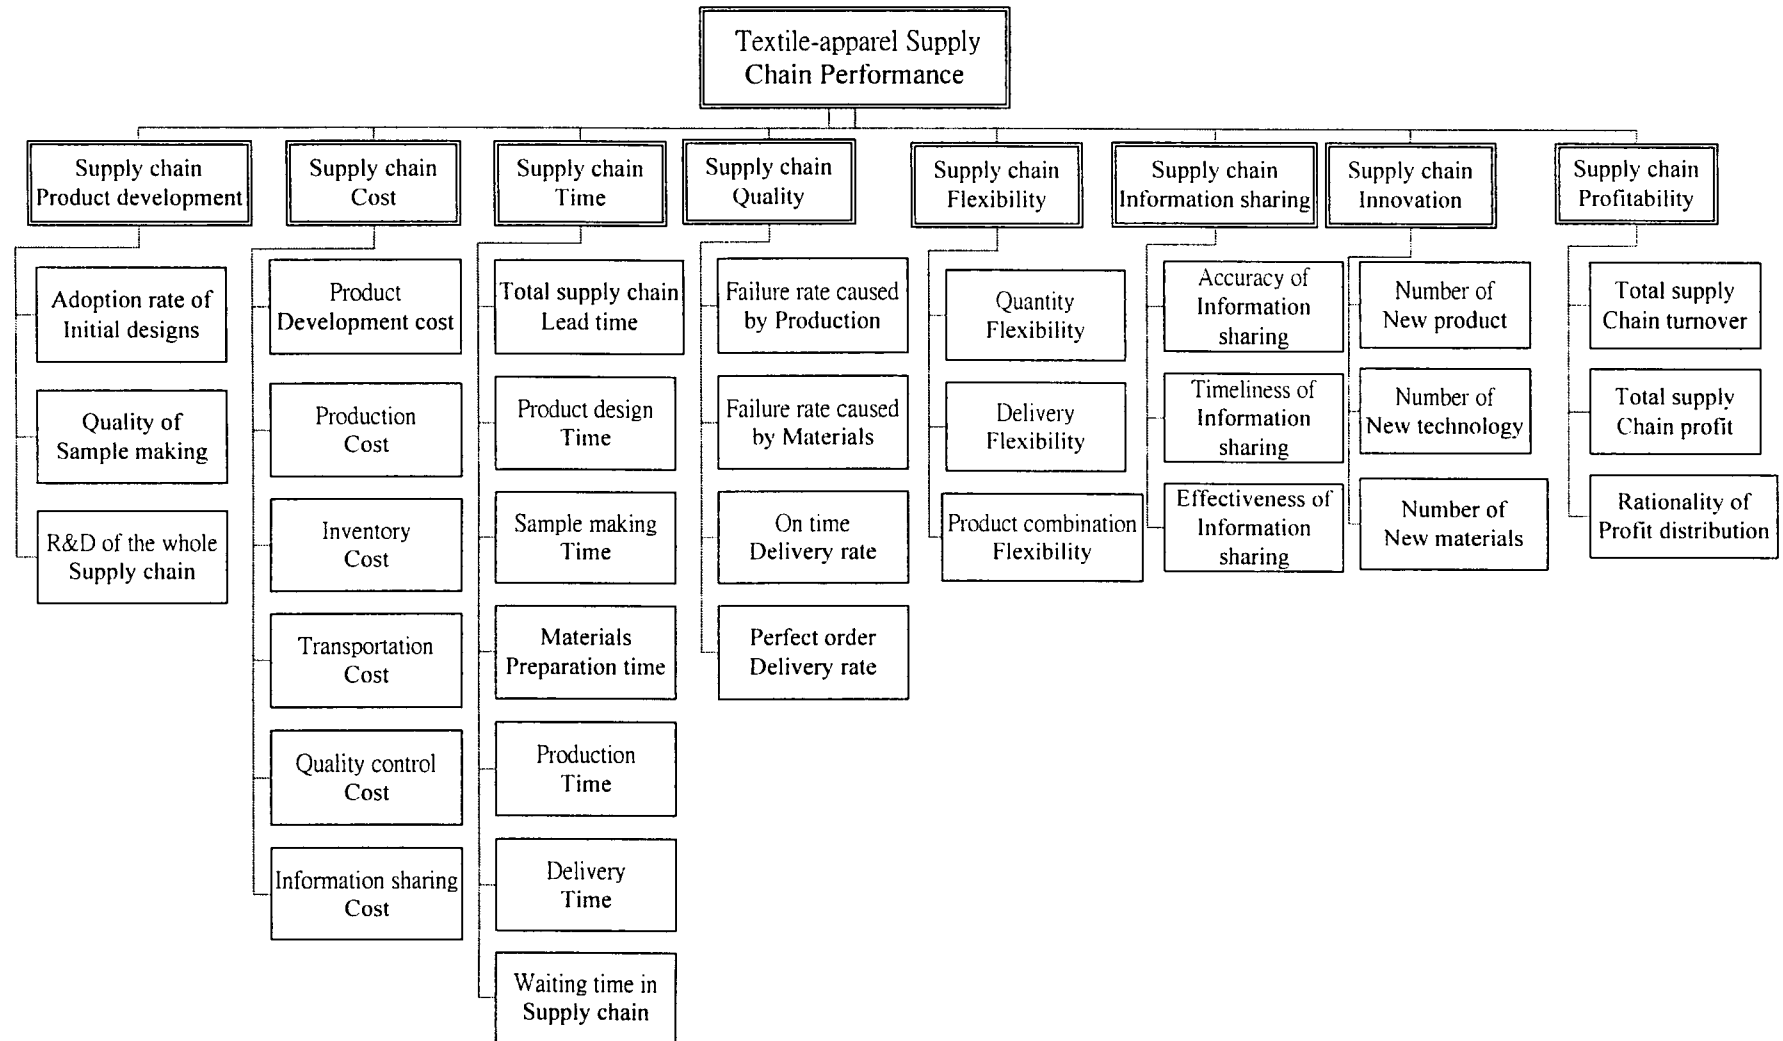 Textile-apparel Supply
Chain Performance
Supply chain
Product development
Supply chain
Cost
Supply chain
Time
Supply chain
Quality
Supply chain
Flexibility
Supply chain
Information sharing
Supply chain
Innovation
Supply chain
Profitability
Adoption rate of
Initial designs
Quality of
Sample making
R&D of the whole
Supply chain
Product
Development cost
Production
Cost
Inventory
Cost
Transportation
Cost
Quality control
Cost
Information sharing
Cost
Total supply chain
Lead time
Product design
Time
Sample making
Time
Materials
Preparation time
Production
Time
Delivery
Time
Waiting time in
Supply chain
Failure rate caused
by Production
Failure rate caused
by Materials
On time
Delivery rate
Perfect order
Delivery rate
Quantity
Flexibility
Delivery
Flexibility
Product combination
Flexibility
Accuracy of
Information
sharing
Timeliness of
Information
sharing
Effectiveness of
Information
sharing
Number of
New product
Number of
New technology
Number of
New materials
Total supply
Chain turnover
Total supply
Chain profit
Rationality of
Profit distribution